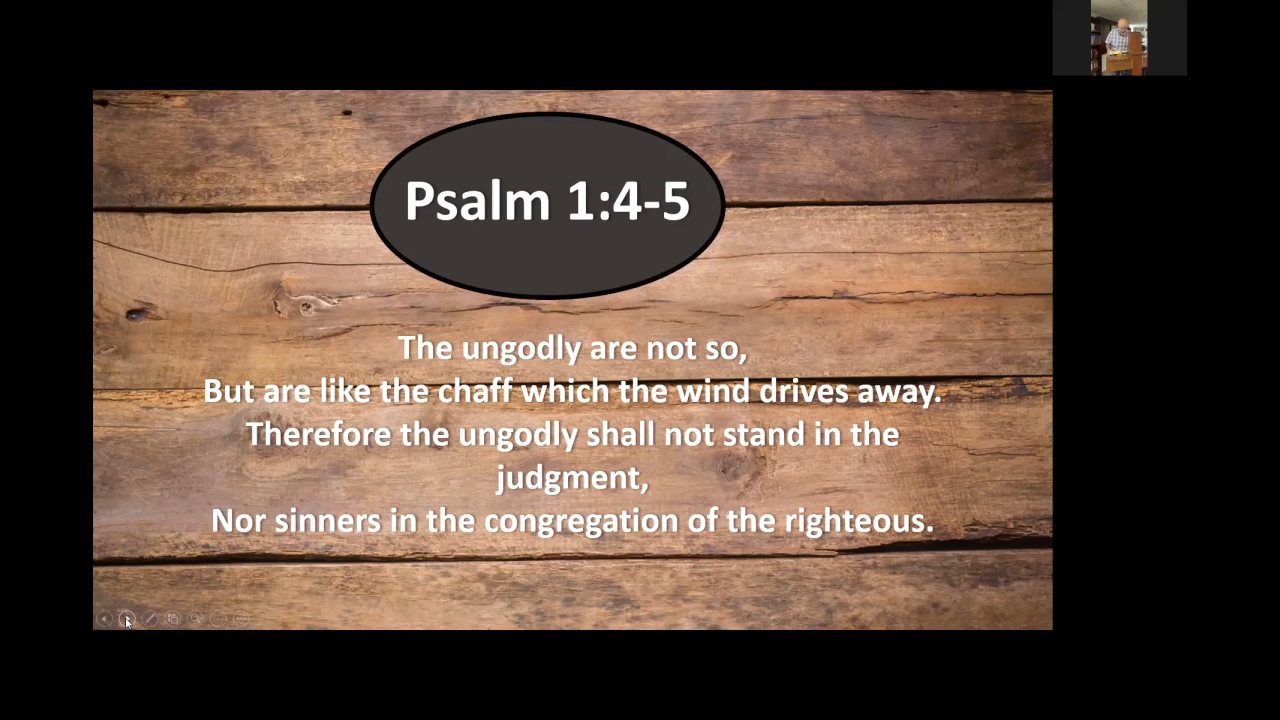 Psalm 1:4-5
The ungodly are not so,
But are like the chaff which the wind drives away.
Therefore the ungodly shall not stand in the
judgment,
Nor sinners in the congregation of the righteous.